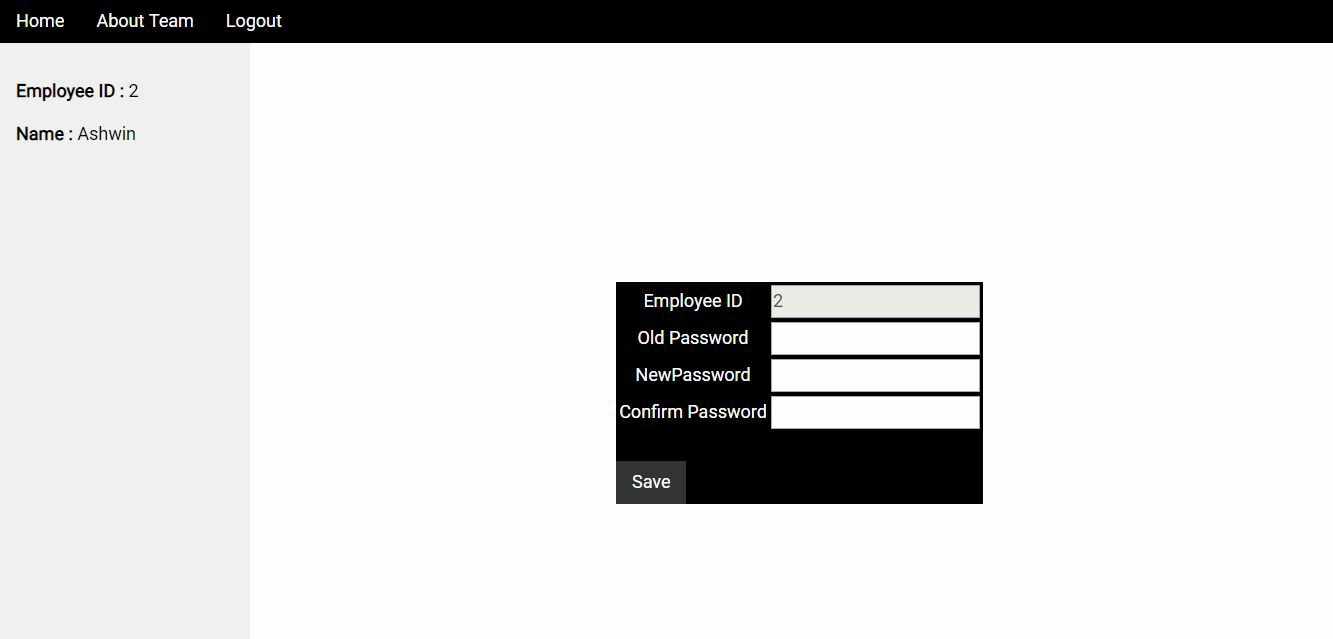 Home About Team Logout
Employee ID : 2
Name : Ashwin
Employee ID 2
Old Password
NewPassword
Confirm Password
Save